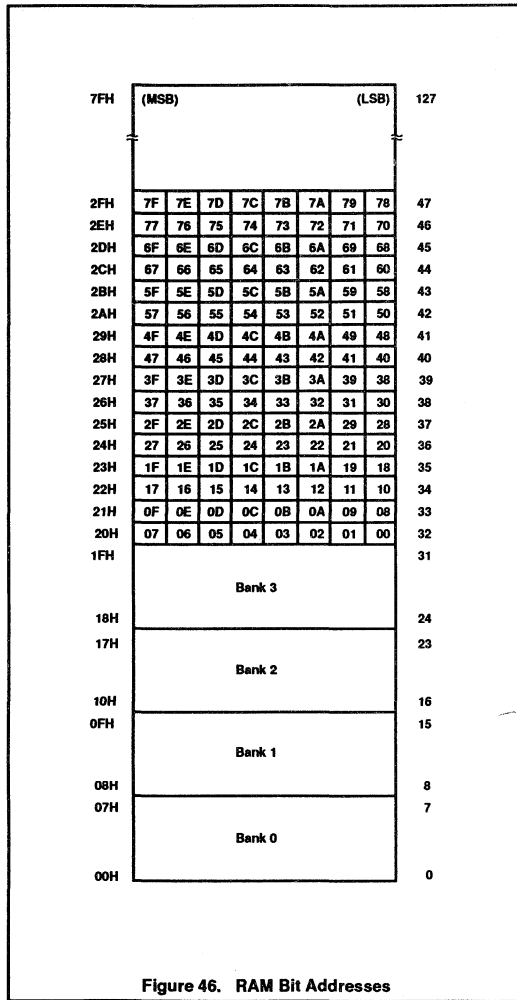 7FH (MSB) (LSB) 127
2FH 7F 7E 7D 7C 7B 7A 79 78 47
2EH 77 76 75 74 73 72 71 70 46
2DH 6F 6E 6D 6C 6B 6A 69 68 45
2CH 67 66 65 64 63 62 61 60 44
2BH 5F 5E 5D 5C 5B 5A 59 58 43
2AH 57 56 55 54 53 52 51 50 42
29H 4F 4E 4D 4C 4B 4A 49 48 41
28H 47 46 45 44 43 42 41 40 40
27H 3F 3E 3D 3C 3B 3A 39 38 39
26H 37 36 35 34 33 32 31 30 38
25H 2F 2E 2D 2C 2B 2A 29 28 37
24H 27 26 25 24 23 22 21 20 36
23H 1F 1E 1D 1C 1B 1A 19 18 35
22H 17 16 15 14 13 12 11 10 34
21H 0F 0E 0D 0C 0B 0A 09 08 33
20H 07 06 05 04 03 02 01 00 32
1FH 31
Bank 3
18H 24
17H 23
Bank 2
10H 16
0FH 15
Bank 1
08H 8
07H 7
Bank 0
00H 0
Figure 46. RAM Bit Addresses